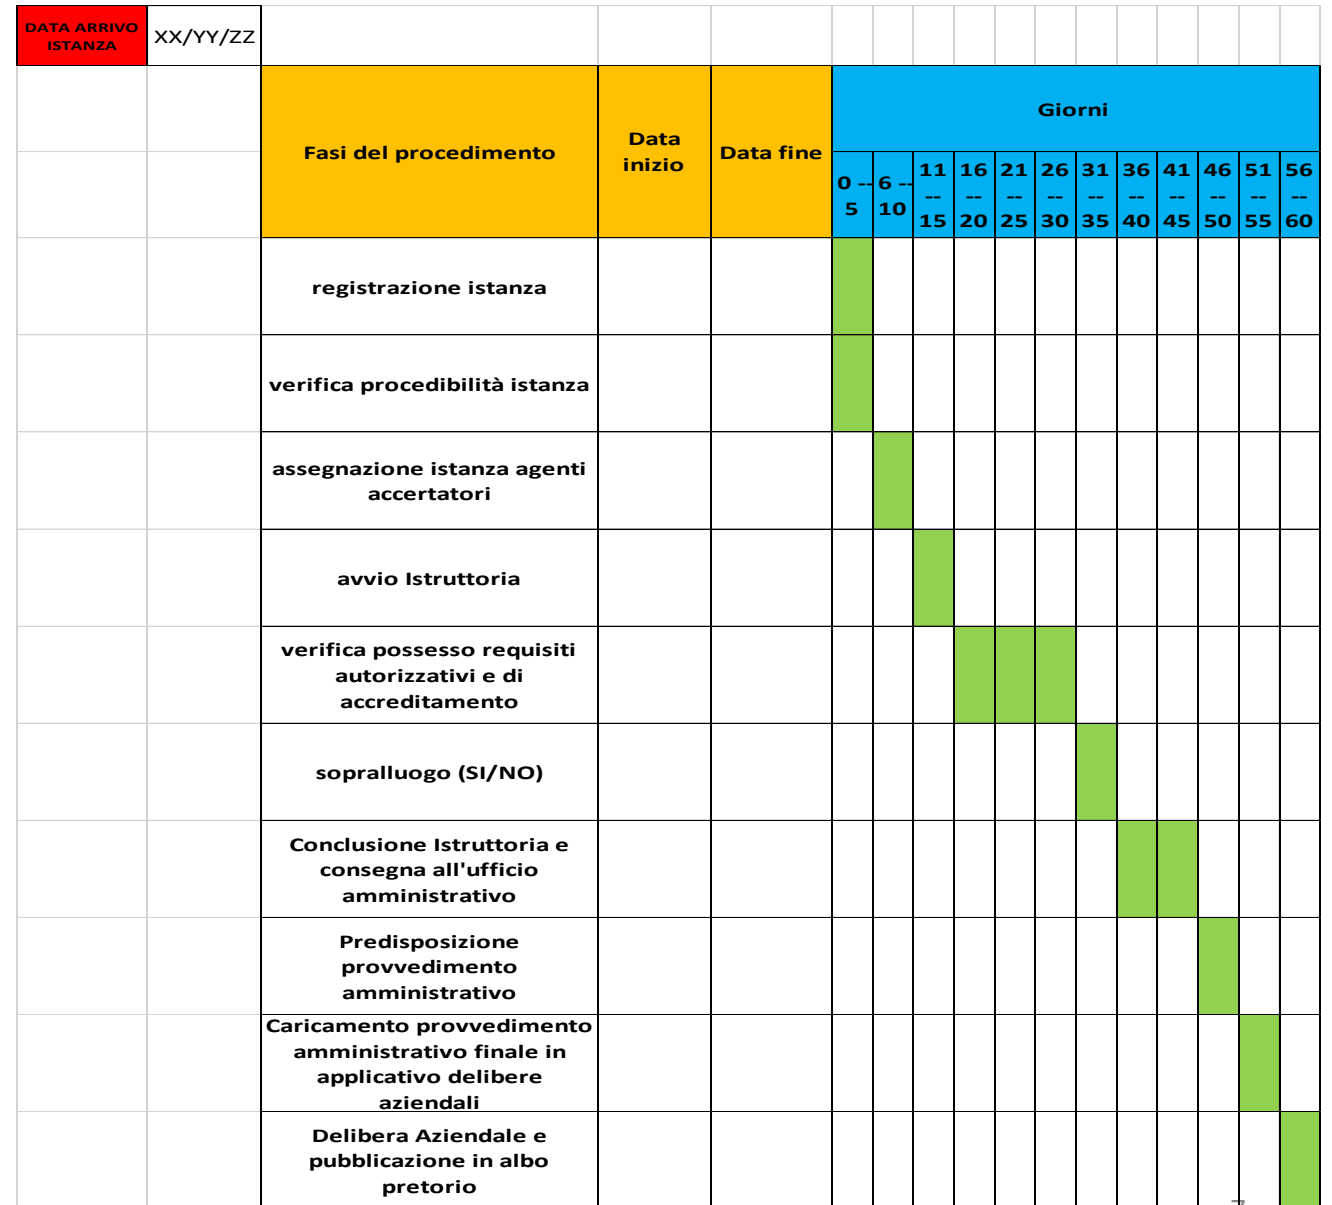 DATA ARRIVO
ISTANZA
XX/YY/ZZ
Fasi del procedimento
Data
inizio
Data fine
Giorni
0 --
5
6 --
10
11
--
15
16
--
20
21
--
25
26
--
30
31
--
35
36
--
40
41
--
45
46
--
50
51
--
55
56
--
60
registrazione istanza
verifica procedibilità istanza
assegnazione istanza agenti
accertatori
avvio Istruttoria
verifica possesso requisiti
autorizzativi e di
accreditamento
sopralluogo (SI/NO)
Conclusione Istruttoria e
consegna all'ufficio
amministrativo
Predisposizione
provvedimento
amministrativo
Caricamento provvedimento
amministrativo finale in
applicativo delibere
aziendali
Delibera Aziendale e
pubblicazione in albo
pretorio